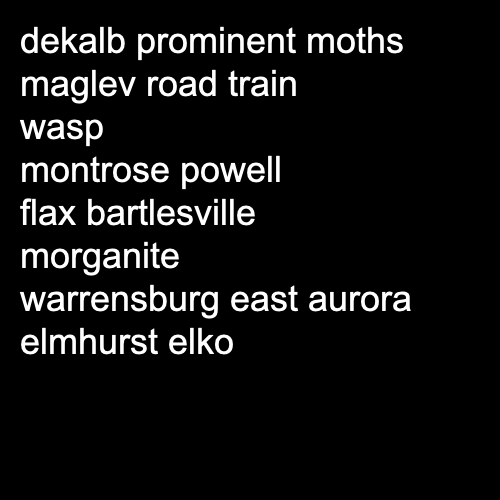 dekalb prominent moths
maglev road train
wasp
montrose powell
flax bartlesville
morganite
warrensburg east aurora
elmhurst elko